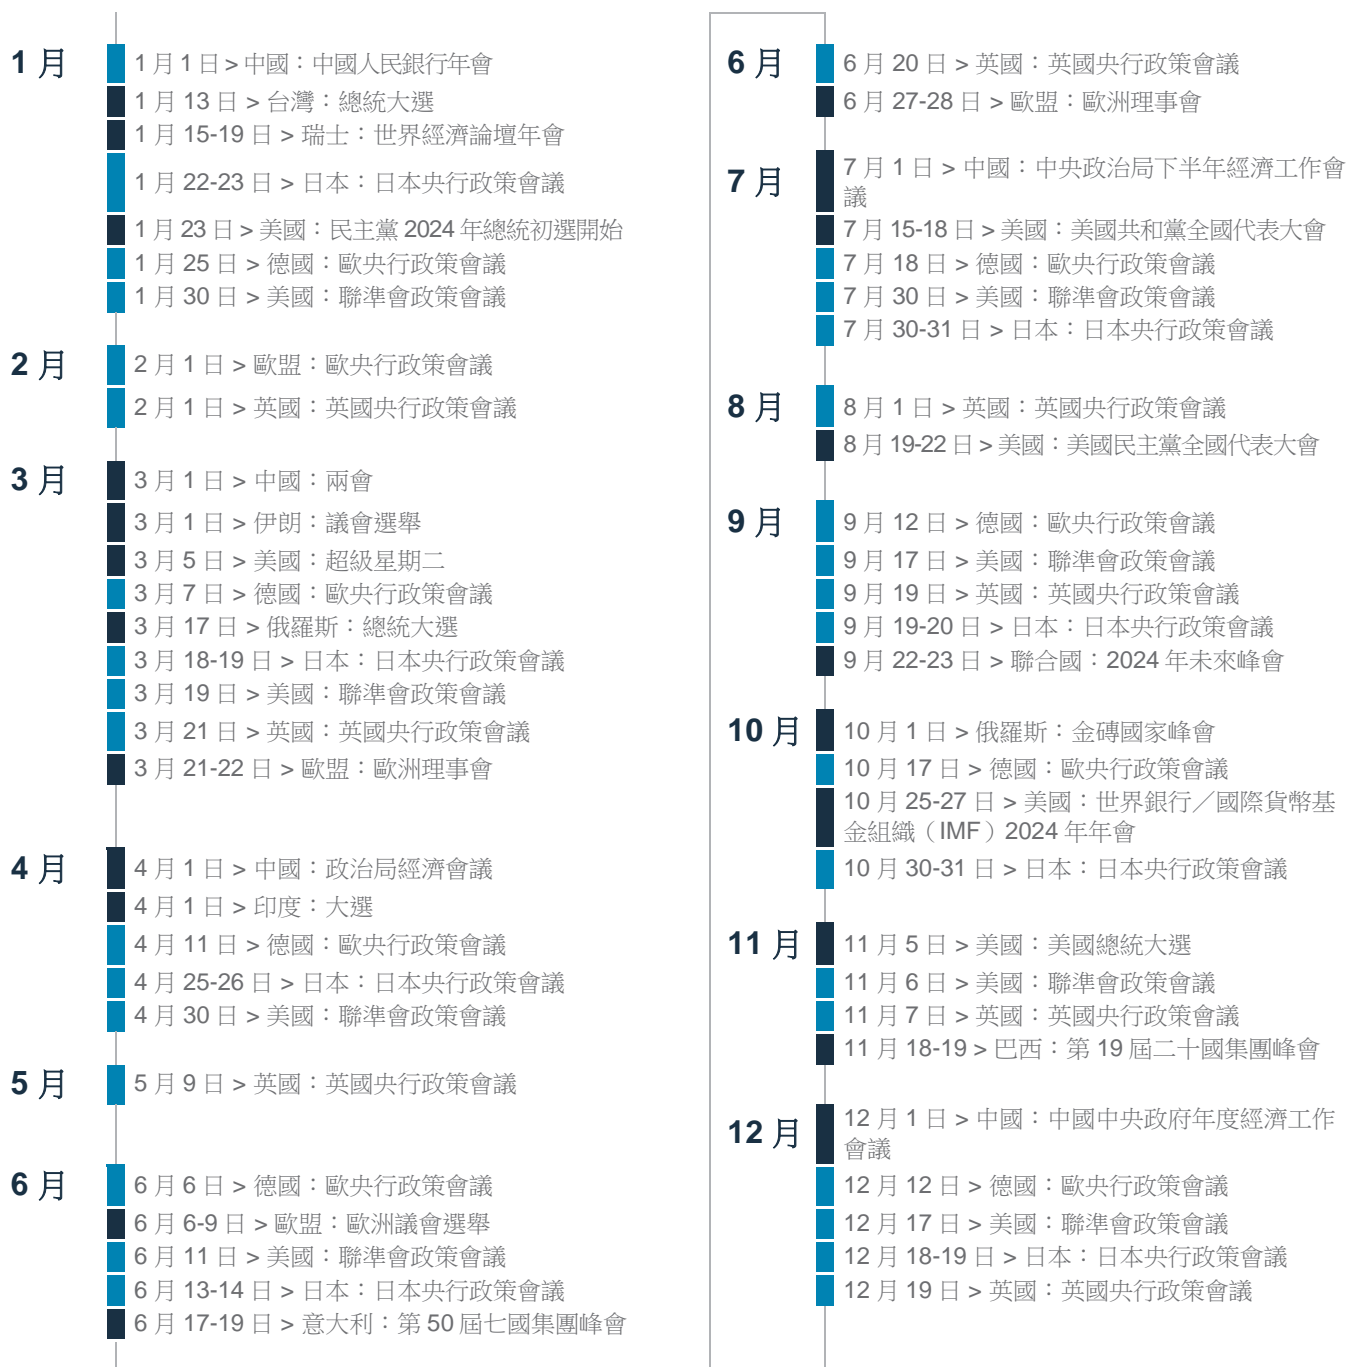 1 月
1 月 1 日 > 中國：中國人民銀行年會
1 月 13 日 > 台灣：總統大選
1 月 15-19 日 > 瑞士：世界經濟論壇年會
1 月 22-23 日 > 日本：日本央行政策會議
1 月 23 日 > 美國：民主黨 2024 年總統初選開始
1 月 25 日 > 德國：歐央行政策會議
1 月 30 日 > 美國：聯準會政策會議
2 月
2 月 1 日 > 歐盟：歐央行政策會議
2 月 1 日 > 英國：英國央行政策會議
3 月
3 月 1 日 > 中國：兩會
3 月 1 日 > 伊朗：議會選舉
3 月 5 日 > 美國：超級星期二
3 月 7 日 > 德國：歐央行政策會議
3 月 17 日 > 俄羅斯：總統大選
3 月 18-19 日 > 日本：日本央行政策會議
3 月 19 日 > 美國：聯準會政策會議
3 月 21 日 > 英國：英國央行政策會議
3 月 21-22 日 > 歐盟：歐洲理事會
4 月
4 月 1 日 > 中國：政治局經濟會議
4 月 1 日 > 印度：大選
4 月 11 日 > 德國：歐央行政策會議
4 月 25-26 日 > 日本：日本央行政策會議
4 月 30 日 > 美國：聯準會政策會議
5 月
5 月 9 日 > 英國：英國央行政策會議
6 月
6 月 6 日 > 德國：歐央行政策會議
6 月 6-9 日 > 歐盟：歐洲議會選舉
6 月 11 日 > 美國：聯準會政策會議
6 月 13-14 日 > 日本：日本央行政策會議
6 月 17-19 日 > 意大利：第 50 屆七國集團峰會
6 月
6 月 20 日 > 英國：英國央行政策會議
6 月 27-28 日 > 歐盟：歐洲理事會
7 月
7 月 1 日 > 中國：中央政治局下半年經濟工作會
議
7 月 15-18 日 > 美國：美國共和黨全國代表大會
7 月 18 日 > 德國：歐央行政策會議
7 月 30 日 > 美國：聯準會政策會議
7 月 30-31 日 > 日本：日本央行政策會議
8 月
8 月 1 日 > 英國：英國央行政策會議
8 月 19-22 日 > 美國：美國民主黨全國代表大會
9 月
9 月 12 日 > 德國：歐央行政策會議
9 月 17 日 > 美國：聯準會政策會議
9 月 19 日 > 英國：英國央行政策會議
9 月 19-20 日 > 日本：日本央行政策會議
9 月 22-23 日 > 聯合國：2024 年未來峰會
10 月
10 月 1 日 > 俄羅斯：金磚國家峰會
10 月 17 日 > 德國：歐央行政策會議
10 月 25-27 日 > 美國：世界銀行／國際貨幣基
金組織（IMF）2024 年年會
10 月 30-31 日 > 日本：日本央行政策會議
11 月
11 月 5 日 > 美國：美國總統大選
11 月 6 日 > 美國：聯準會政策會議
11 月 7 日 > 英國：英國央行政策會議
11 月 18-19 > 巴西：第 19 屆二十國集團峰會
12 月
12 月 1 日 > 中國：中國中央政府年度經濟工作
會議
12 月 12 日 > 德國：歐央行政策會議
12 月 17 日 > 美國：聯準會政策會議
12 月 18-19 日 > 日本：日本央行政策會議
12 月 19 日 > 英國：英國央行政策會議